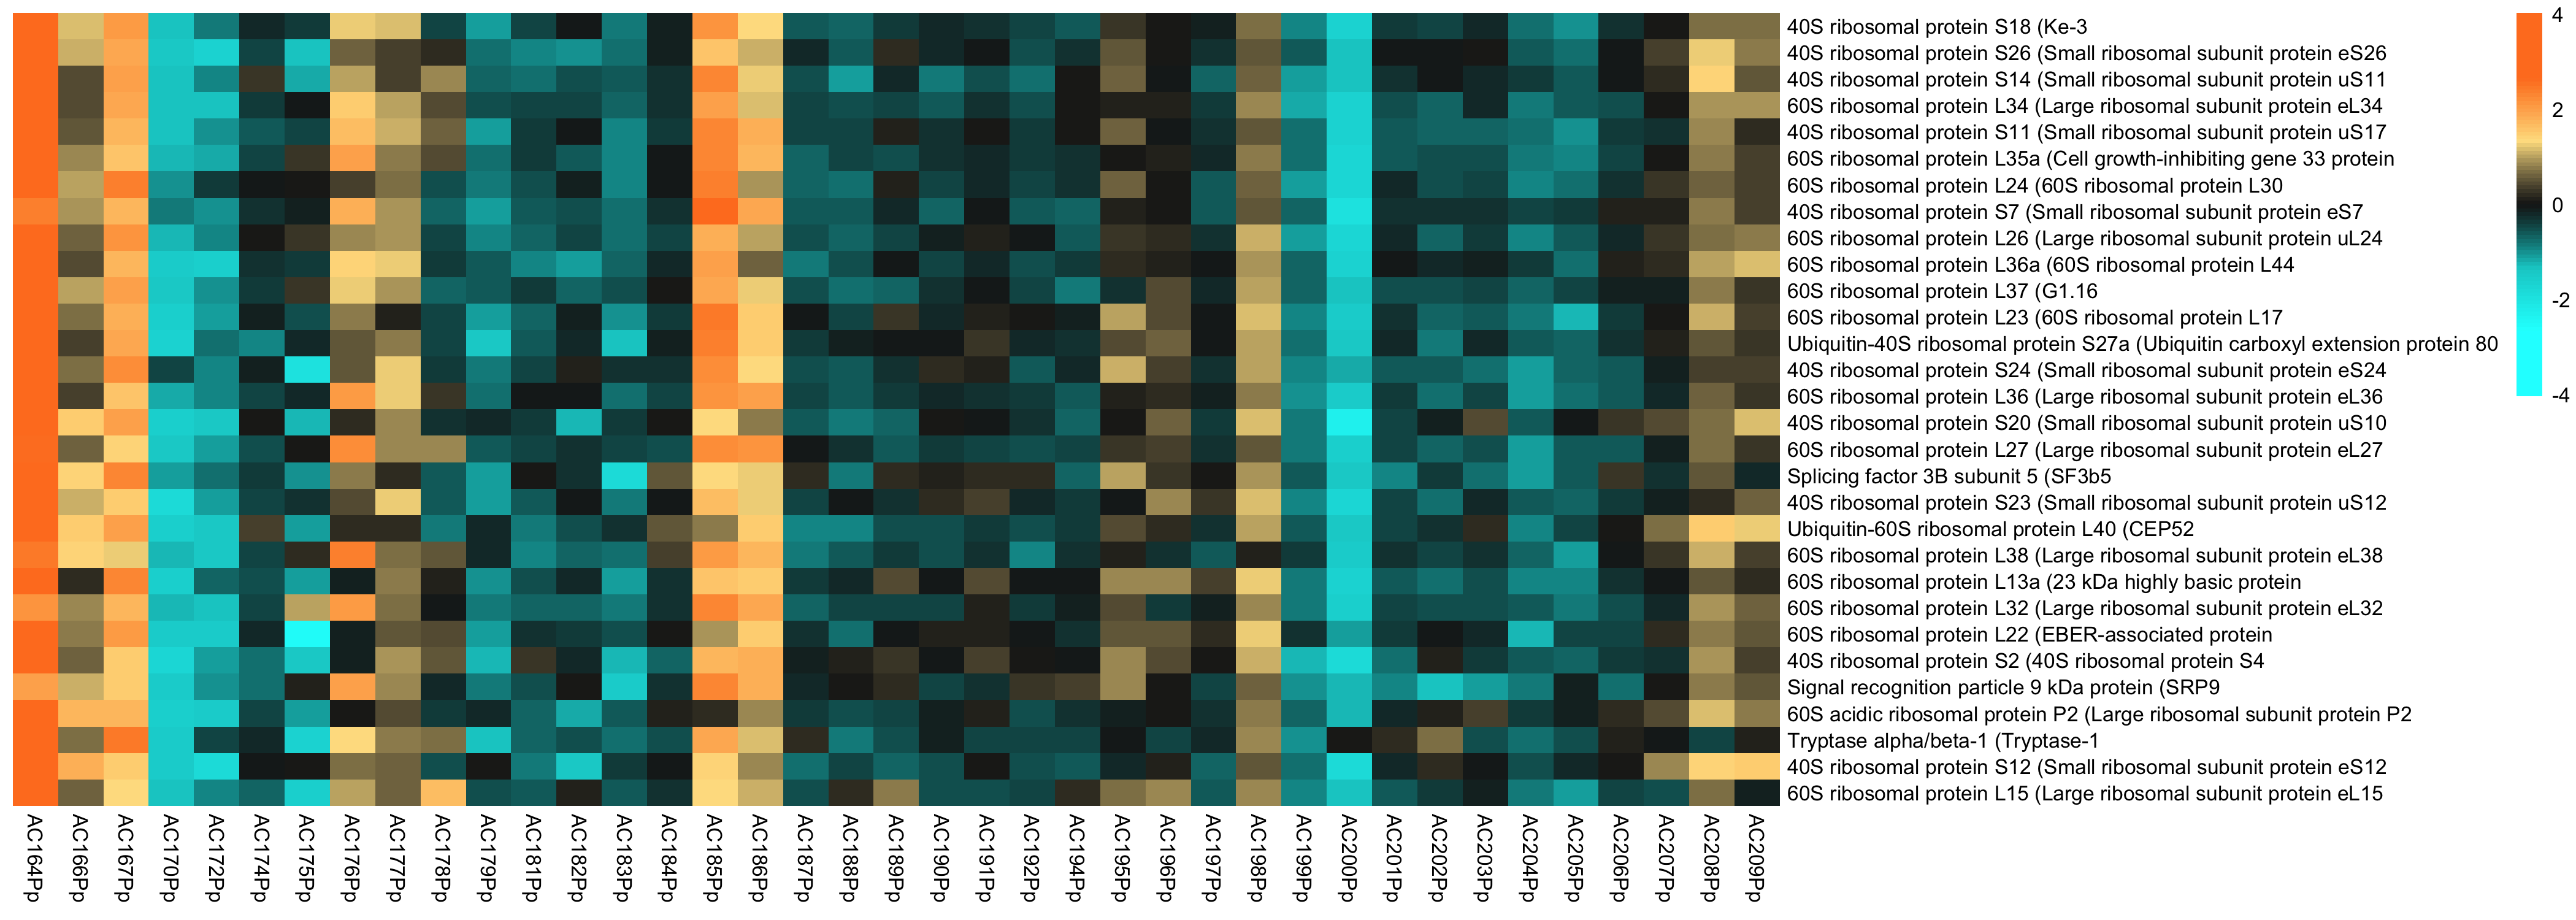 40S ribosomal protein S18 (Ke-3
40S ribosomal protein S26 (Small ribosomal subunit protein eS26
40S ribosomal protein S14 (Small ribosomal subunit protein uS11
60S ribosomal protein L34 (Large ribosomal subunit protein eL34
40S ribosomal protein S11 (Small ribosomal subunit protein uS17
60S ribosomal protein L35a (Cell growth-inhibiting gene 33 protein
60S ribosomal protein L24 (60S ribosomal protein L30
40S ribosomal protein S7 (Small ribosomal subunit protein eS7
60S ribosomal protein L26 (Large ribosomal subunit protein uL24
60S ribosomal protein L36a (60S ribosomal protein L44
60S ribosomal protein L37 (G1.16
60S ribosomal protein L23 (60S ribosomal protein L17
Ubiquitin-40S ribosomal protein S27a (Ubiquitin carboxyl extension protein 80
40S ribosomal protein S24 (Small ribosomal subunit protein eS24
60S ribosomal protein L36 (Large ribosomal subunit protein eL36
40S ribosomal protein S20 (Small ribosomal subunit protein uS10
60S ribosomal protein L27 (Large ribosomal subunit protein eL27
Splicing factor 3B subunit 5 (SF3b5
40S ribosomal protein S23 (Small ribosomal subunit protein uS12
Ubiquitin-60S ribosomal protein L40 (CEP52
60S ribosomal protein L38 (Large ribosomal subunit protein eL38
60S ribosomal protein L13a (23 kDa highly basic protein
60S ribosomal protein L32 (Large ribosomal subunit protein eL32
60S ribosomal protein L22 (EBER-associated protein
40S ribosomal protein S2 (40S ribosomal protein S4
Signal recognition particle 9 kDa protein (SRP9
60S acidic ribosomal protein P2 (Large ribosomal subunit protein P2
Tryptase alpha/beta-1 (Tryptase-1
40S ribosomal protein S12 (Small ribosomal subunit protein eS12
60S ribosomal protein L15 (Large ribosomal subunit protein eL15
4
2
0
-2
-4
AC164Pp
AC166Pp
AC167Pp
AC170Pp
AC172Pp
AC174Pp
AC175Pp
AC176Pp
AC177Pp
AC178Pp
AC179Pp
AC181Pp
AC182Pp
AC183Pp
AC184Pp
AC185Pp
AC186Pp
AC187Pp
AC188Pp
AC189Pp
AC190Pp
AC191Pp
AC192Pp
AC194Pp
AC195Pp
AC196Pp
AC197Pp
AC198Pp
AC199Pp
AC200Pp
AC201Pp
AC202Pp
AC203Pp
AC204Pp
AC205Pp
AC206Pp
AC207Pp
AC208Pp
AC209Pp